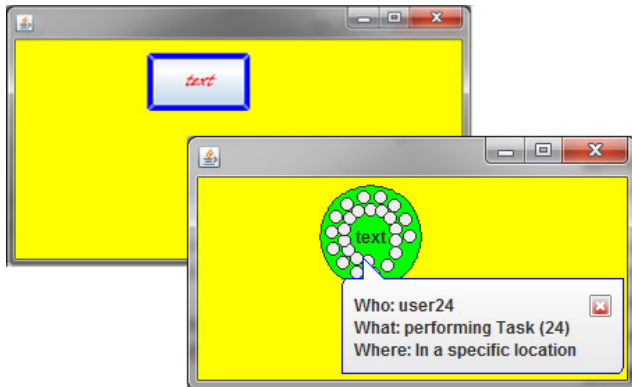 text
text
Who: user24
What: performing Task (24)
Where: In a specific location